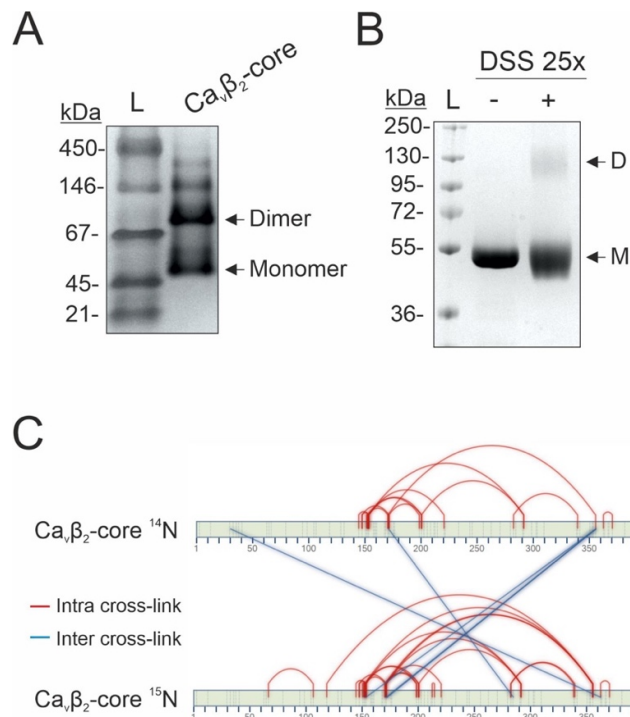 A
kDa L Caᵥβ₂-core
450-
146-
Dimer
67-
Monomer
45-
21-
B
DSS 25x
kDa L - +
250-
130- D
95-
72-
55- M
36-
C
Caᵥβ₂-core ¹⁴N
1 50 100 150 200 250 300 350
Intra cross-link
Inter cross-link
Caᵥβ₂-core ¹⁵N
1 50 100 150 200 250 300 350